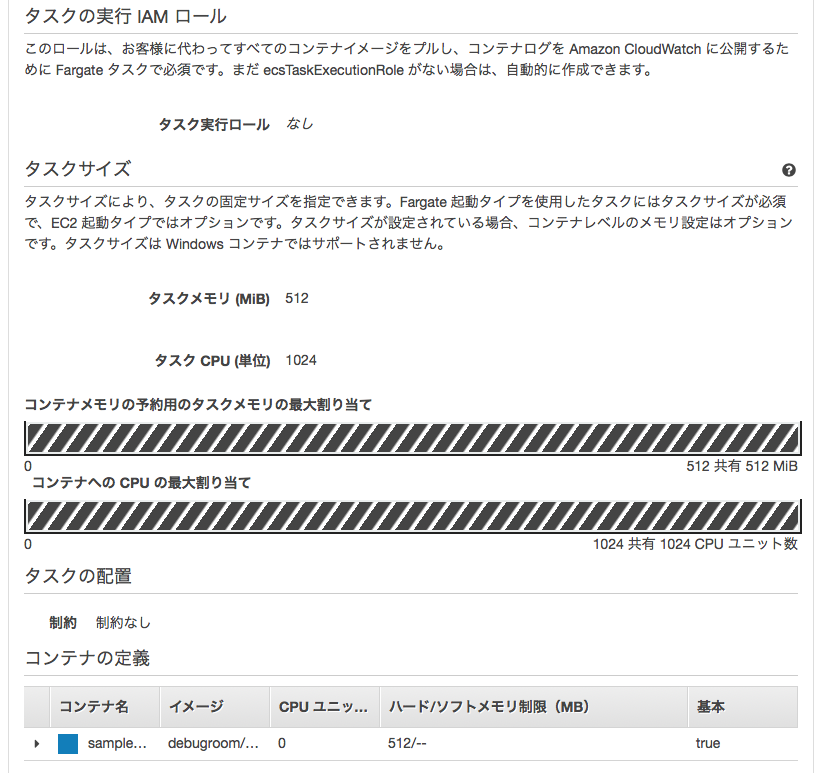 タスクの実行 IAM ロール
このロールは、お客様に代わってすべてのコンテナイメージをプルし、コンテナログを Amazon CloudWatch に公開するた
めに Fargate タスクで必須です。まだ ecsTaskExecutionRole がない場合は、自動的に作成できます。
タスク実行ロール なし
タスクサイズ
タスクサイズにより、タスクの固定サイズを指定できます。Fargate 起動タイプを使用したタスクにはタスクサイズが必須
で、EC2 起動タイプではオプションです。タスクサイズが設定されている場合、コンテナレベルのメモリ設定はオプション
です。タスクサイズは Windows コンテナではサポートされません。
タスクメモリ (MiB) 512
タスク CPU (単位) 1024
コンテナメモリの予約用のタスクメモリの最大割り当て
0 512 共有 512 MiB
コンテナへの CPU の最大割り当て
0 1024 共有 1024 CPU ユニット数
タスクの配置
制約 制約なし
コンテナの定義
コンテナ名 イメージ CPU ユニッ... ハード/ソフトメモリ制限（MB） 基本
sample... debugroom/... 0 512/-- true